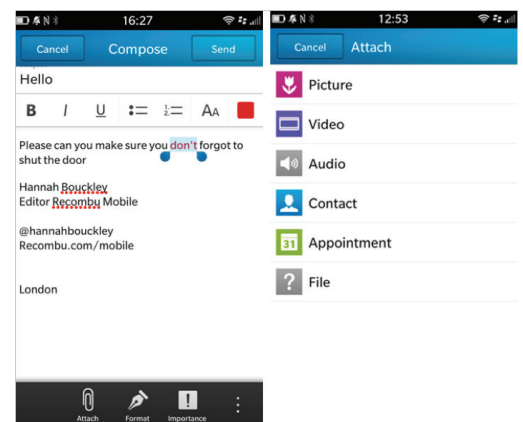 16:27
Cancel Compose Send
Hello
B I U AA
Please can you make sure you don't forgot to
shut the door
Hannah Bouckley
Editor Recombu Mobile
@hannahbouckley
Recombu.com/mobile
London
Attach Format Importance
12:53
Cancel Attach
Picture
Video
Audio
Contact
31 Appointment
? File